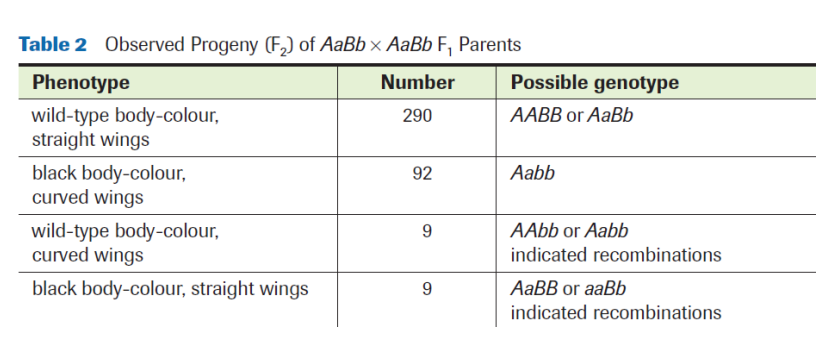 Table 2 Observed Progeny (F₂) of AaBb × AaBb F₁ Parents
Phenotype Number Possible genotype
wild-type body-colour, 290 AABB or AaBb
straight wings
black body-colour, 92 Aabb
curved wings
wild-type body-colour, 9 AAbb or Aabb
curved wings indicated recombinations
black body-colour, straight wings 9 AaBB or aaBb
indicated recombinations